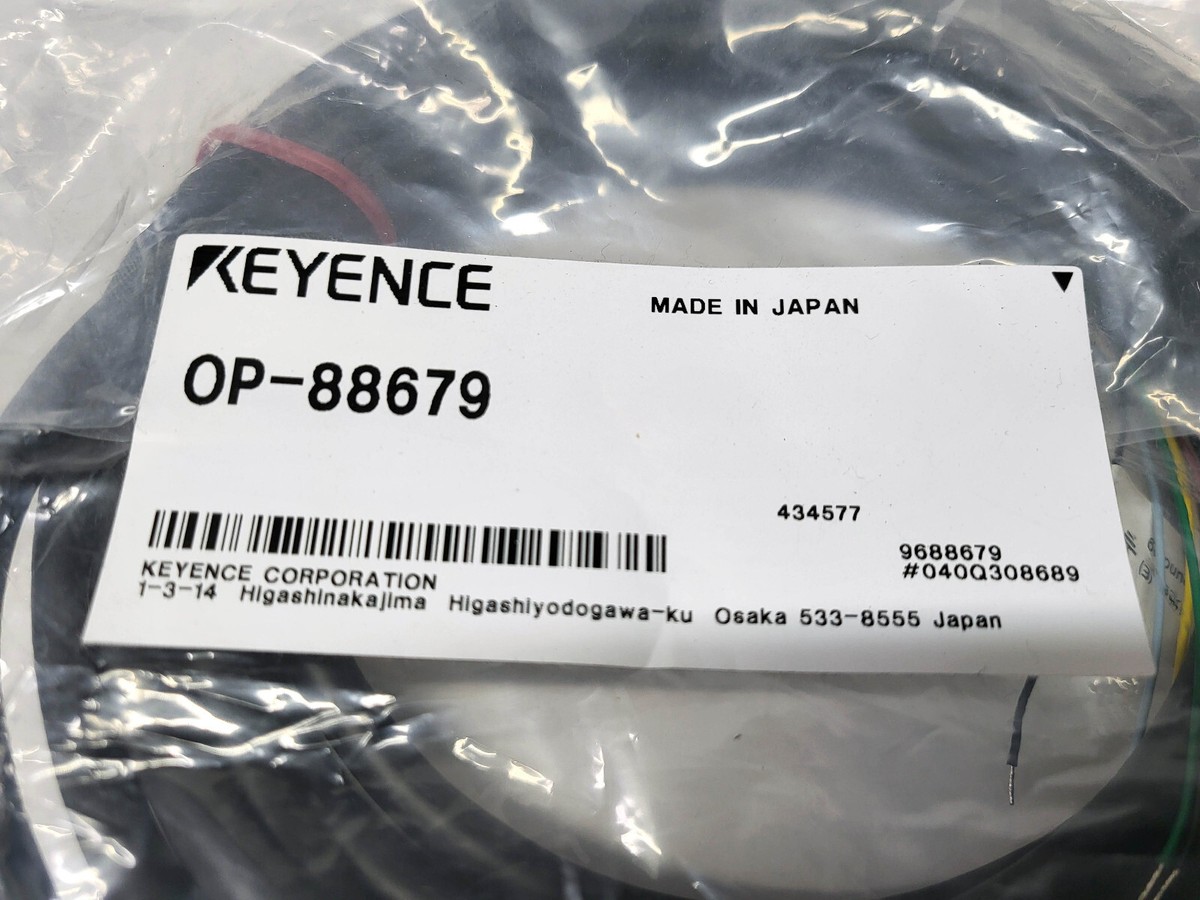 KEYENCE
MADE IN JAPAN
OP-88679
434577
9688679
#040Q308689
KEYENCE CORPORATION
1-3-14 Higashinakajima Higashiyodogawa-ku Osaka 533-8555 Japan